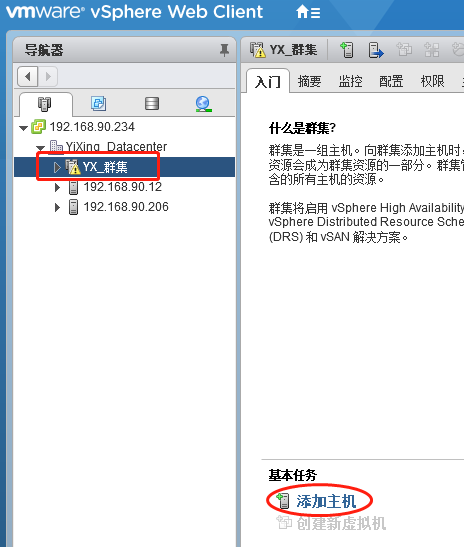 vmware® vSphere Web Client
导航器
192.168.90.234
YiXing_Datacenter
YX_群集
192.168.90.12
192.168.90.206
YX_群集
入门 摘要 监控 配置 权限
什么是群集?
群集是一组主机。向群集添加主机时,
资源会成为群集资源的一部分。群集管
含的所有主机的资源。
群集将启用 vSphere High Availability
vSphere Distributed Resource Sche
(DRS) 和 vSAN 解决方案。
基本任务
添加主机
创建新虚拟机